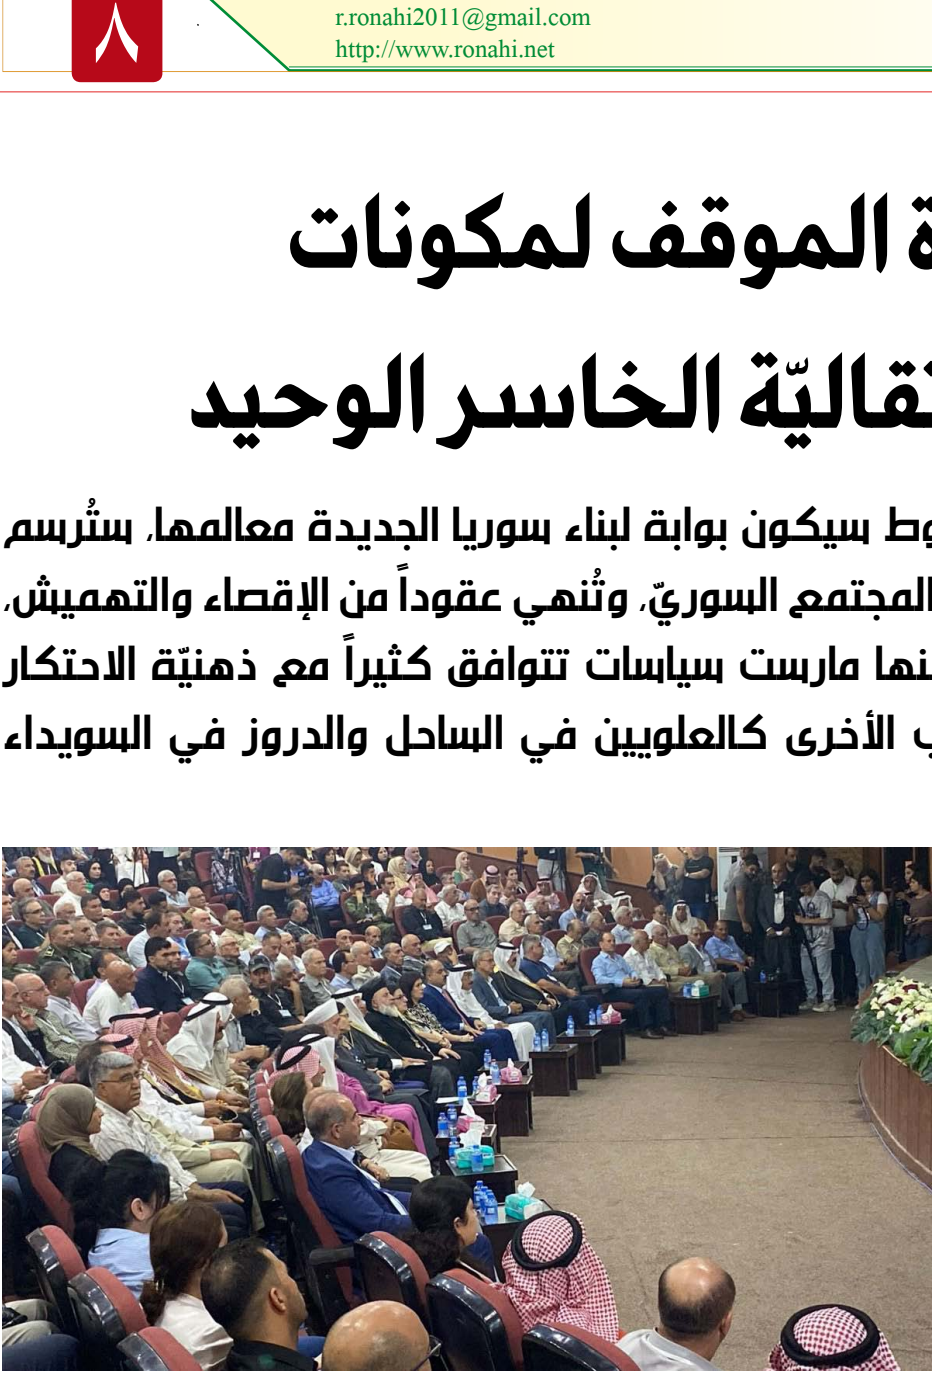 ٨
r.ronahi2011@gmail.com
http://www.ronahi.net
الموقف لمكونات
الخاسر الوحيد
سيكون بوابة لبناء سوريا الجديدة معالمها، ستُرسم
المجتمع السوريّ، وتُنهي عقوداً من الإقصاء والتهميش،
مارست سياسات تتوافق كثيراً مع ذهنيّة الاحتكار
الأخرى كالعلويين في الساحل والدروز في السويداء